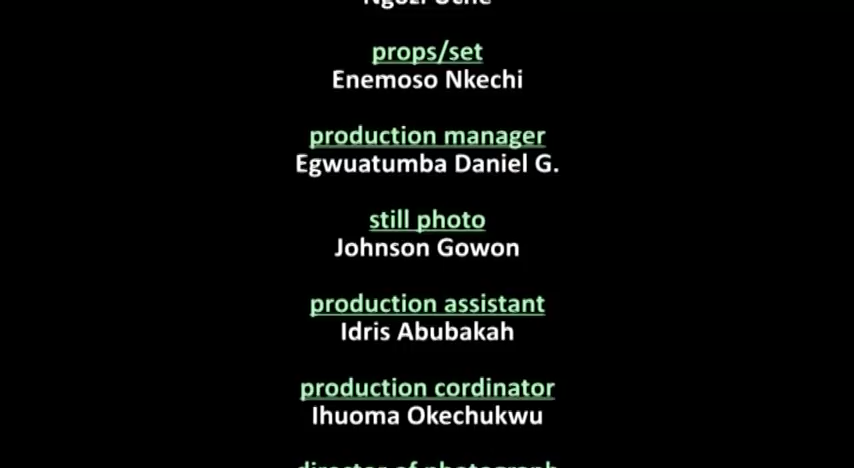 Ngozi Uche
props/set
Enemoso Nkechi
production manager
Egwuatumba Daniel G.
still photo
Johnson Gowon
production assistant
Idris Abubakah
production cordinator
Ihuoma Okechukwu
director of photograph